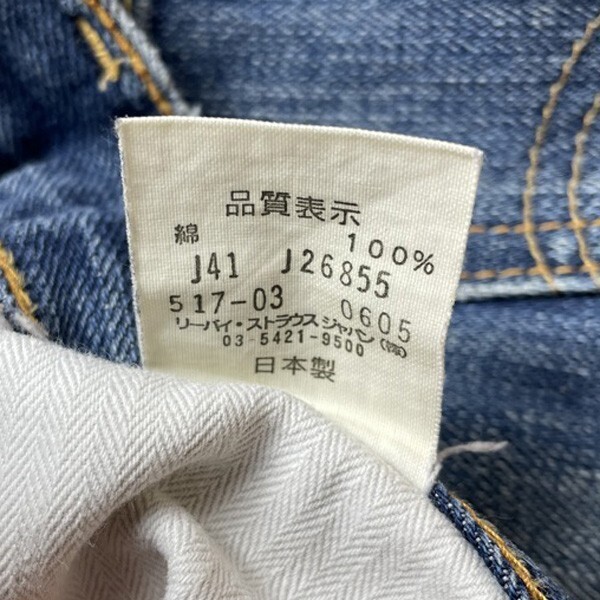 品質表示
綿 100%
J41 J26855
517-03 0605
リーバイ・ストラウス ジャパン(株)
03-5421-9500
日本製